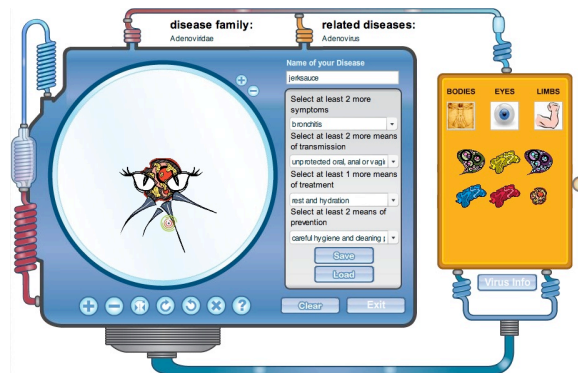 disease family:
Adenoviridae
related diseases:
Adenovirus
Name of your Disease
jerksauce
Select at least 2 more
symptoms
bronchitis
Select at least 2 more means
of transmission
unprotected oral, anal or vagi
Select at least 1 more means
of treatment
rest and hydration
Select at least 2 means of
prevention
careful hygiene and cleaning p
Save
Load
Clear
Exit
?
BODIES EYES LIMBS
Virus Info